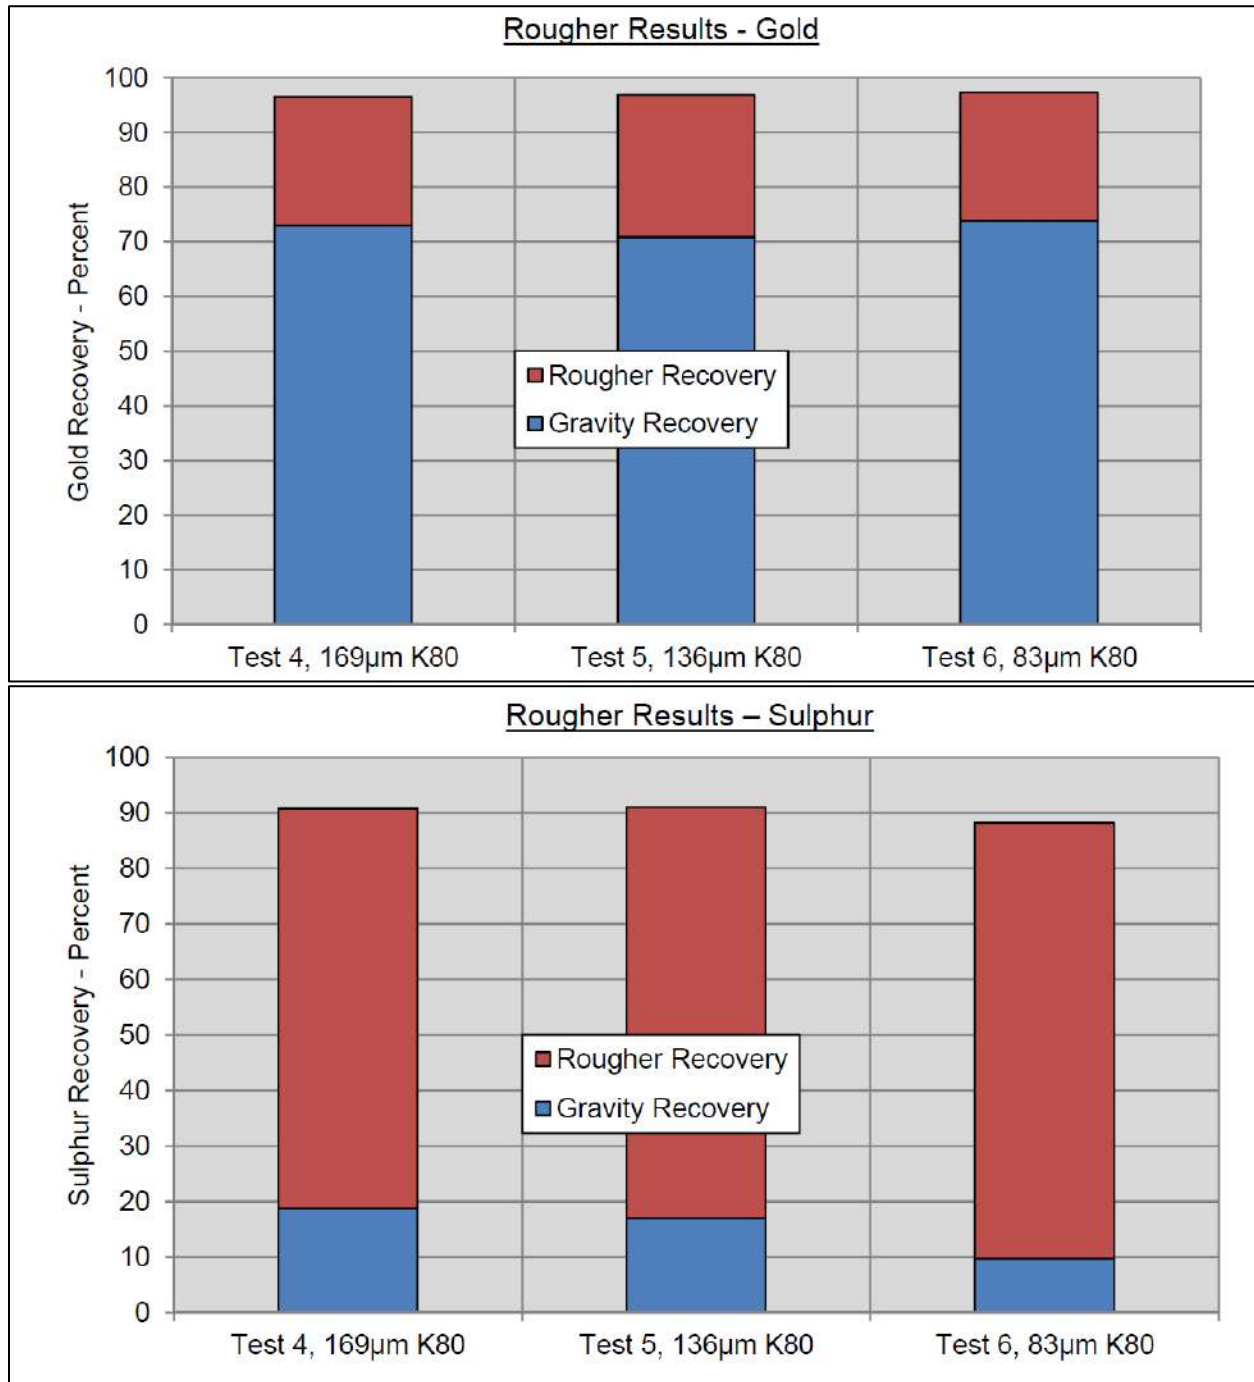 Rougher Results - Gold
Gold Recovery - Percent
100
90
80
70
60
50
40
30
20
10
0
Rougher Recovery
Gravity Recovery
Test 4, 169µm K80
Test 5, 136µm K80
Test 6, 83µm K80
Rougher Results – Sulphur
Sulphur Recovery - Percent
100
90
80
70
60
50
40
30
20
10
0
Rougher Recovery
Gravity Recovery
Test 4, 169µm K80
Test 5, 136µm K80
Test 6, 83µm K80